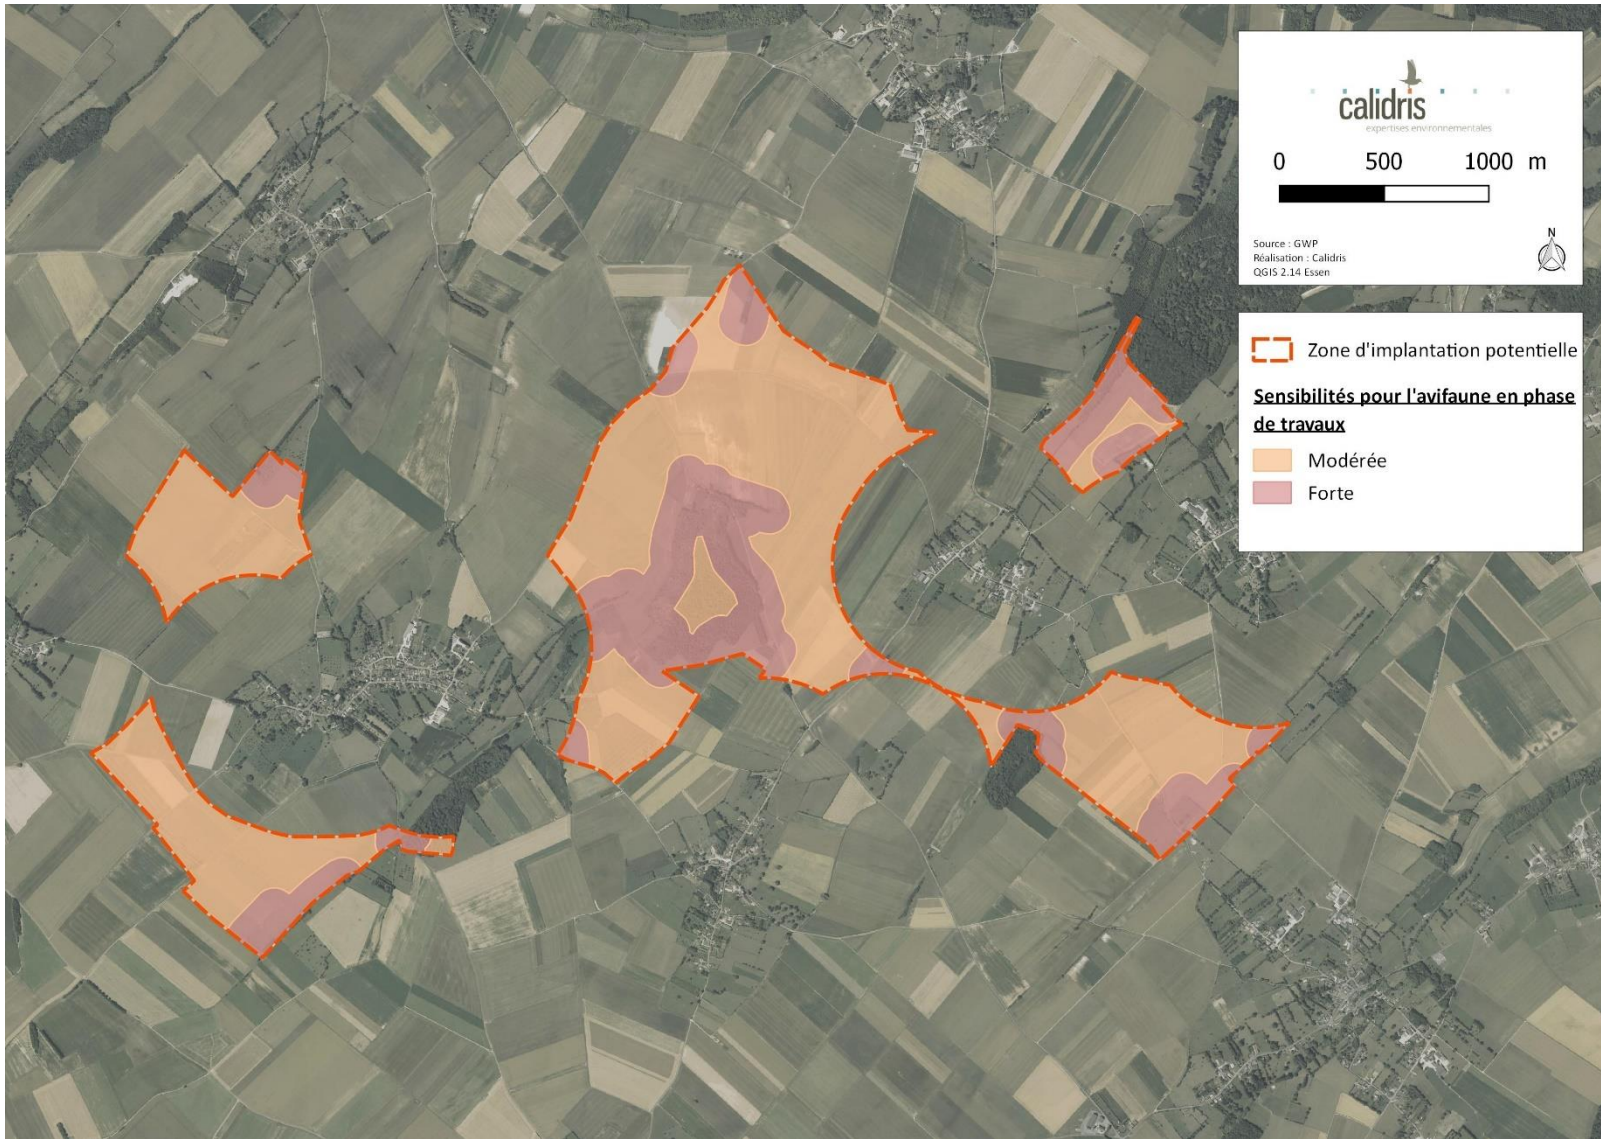 calidris
expertises environnementales
0 500 1000 m
Source : GWP
Réalisation : Calidris
QGIS 2.14 Essen
N
Zone d'implantation potentielle
Sensibilités pour l'avifaune en phase
de travaux
Modérée
Forte